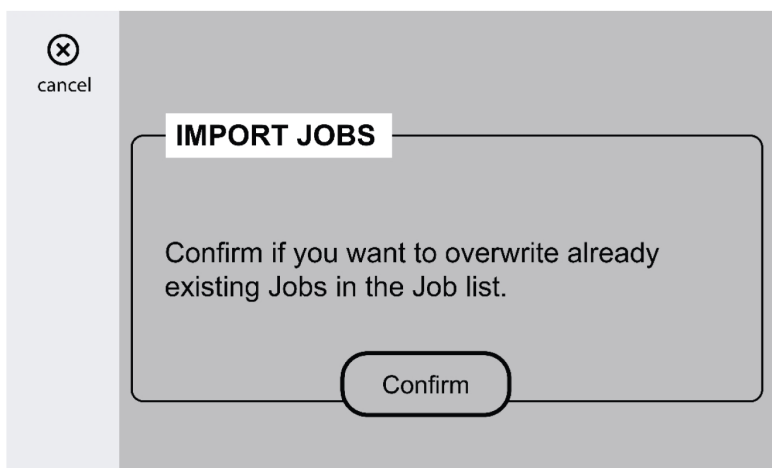 cancel
IMPORT JOBS
Confirm if you want to overwrite already
existing Jobs in the Job list.
Confirm